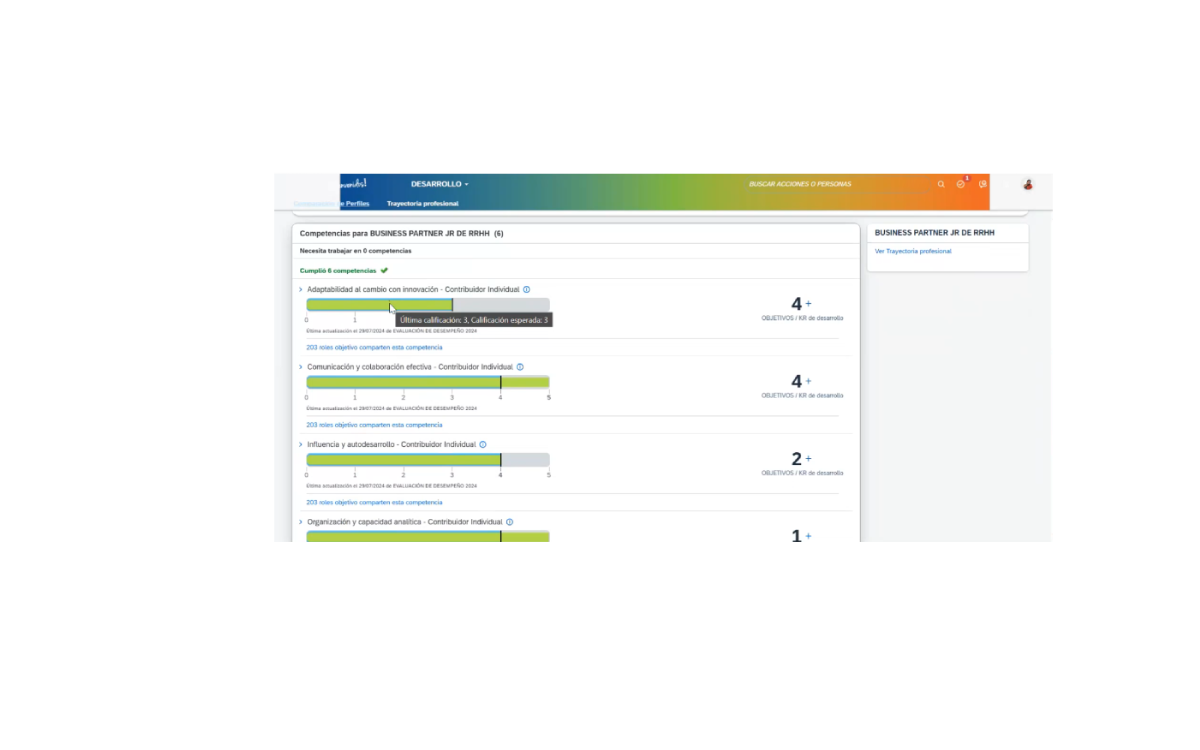 DESARROLLO
BUSCAR ACCIONES O PERSONAS
1
e Perfiles
Trayectoria profesional
Competencias para BUSINESS PARTNER JR DE RRHH (6)
Necesita trabajar en 0 competencias
Cumplió 6 competencias
Adaptabilidad al cambio con innovación - Contribuidor Individual
4 +
OBJETIVOS / KR de desarrollo
0 1
Última calificación: 3, Calificación esperada: 3
Última actualización el 29/07/2024 de EVALUACIÓN DE DESEMPEÑO 2024
203 roles objetivo comparten esta competencia
Comunicación y colaboración efectiva - Contribuidor Individual
4 +
OBJETIVOS / KR de desarrollo
0 1 2 3 4 5
Última actualización el 29/07/2024 de EVALUACIÓN DE DESEMPEÑO 2024
203 roles objetivo comparten esta competencia
Influencia y autodesarrollo - Contribuidor Individual
2 +
OBJETIVOS / KR de desarrollo
0 1 2 3 4 5
Última actualización el 29/07/2024 de EVALUACIÓN DE DESEMPEÑO 2024
203 roles objetivo comparten esta competencia
Organización y capacidad analítica - Contribuidor Individual
1 +
BUSINESS PARTNER JR DE RRHH
Ver Trayectoria profesional